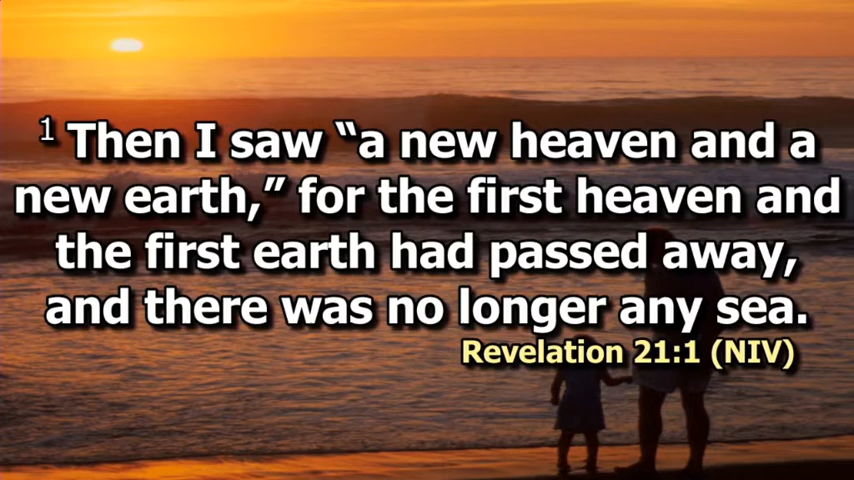 1 Then I saw “a new heaven and a
new earth,” for the first heaven and
the first earth had passed away,
and there was no longer any sea.
Revelation 21:1 (NIV)